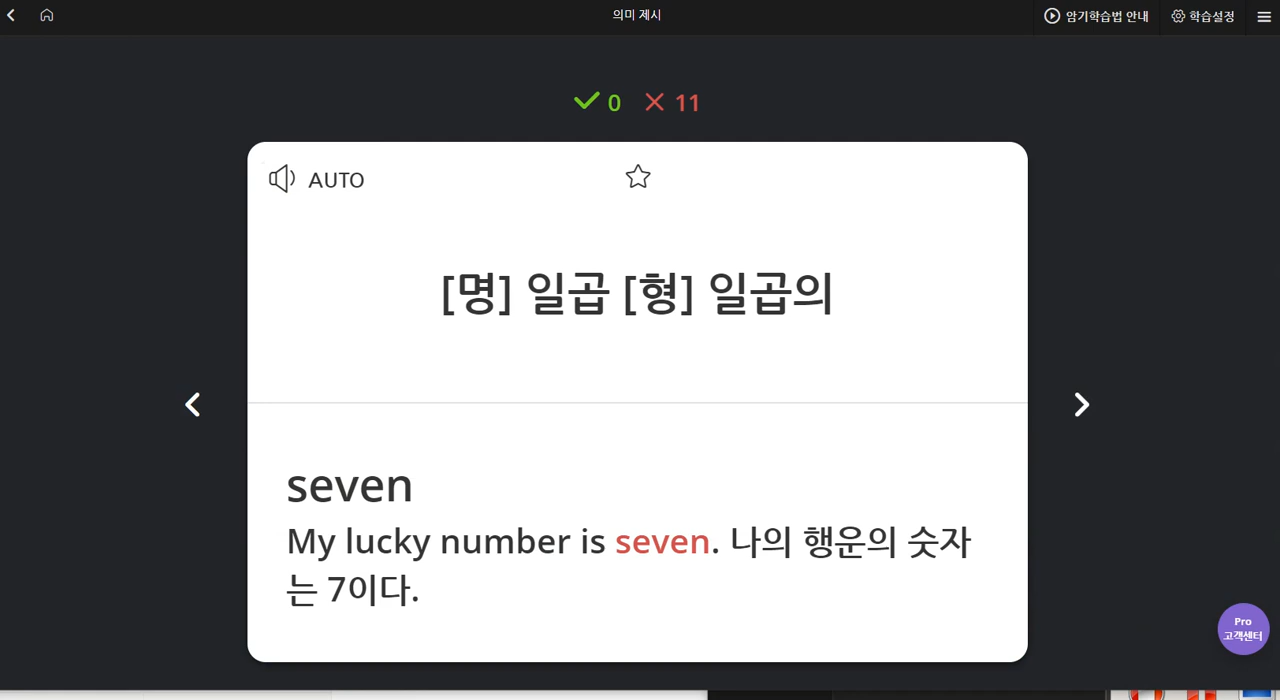 의미 제시
암기학습법 안내
학습설정
0
11
AUTO
[명] 일곱 [형] 일곱의
seven
My lucky number is seven. 나의 행운의 숫자
는 7이다.
Pro
고객센터